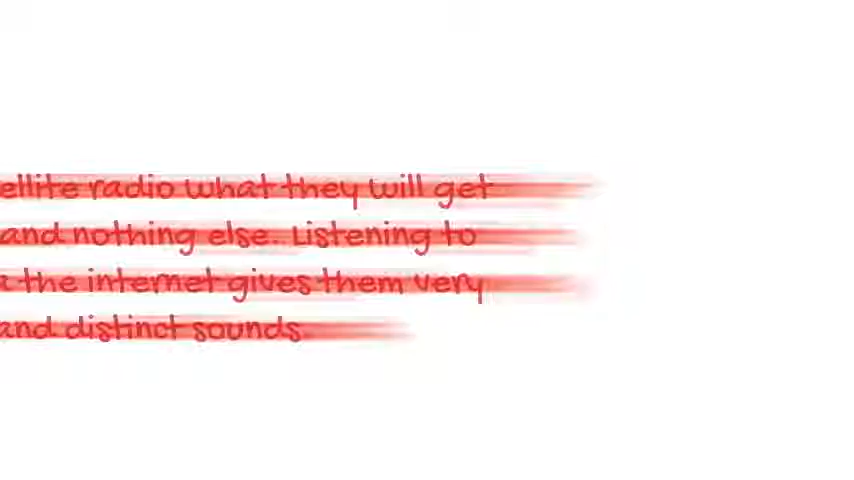 ellite radio what they will get
and nothing else. Listening to
the internet gives them very
and distinct sounds